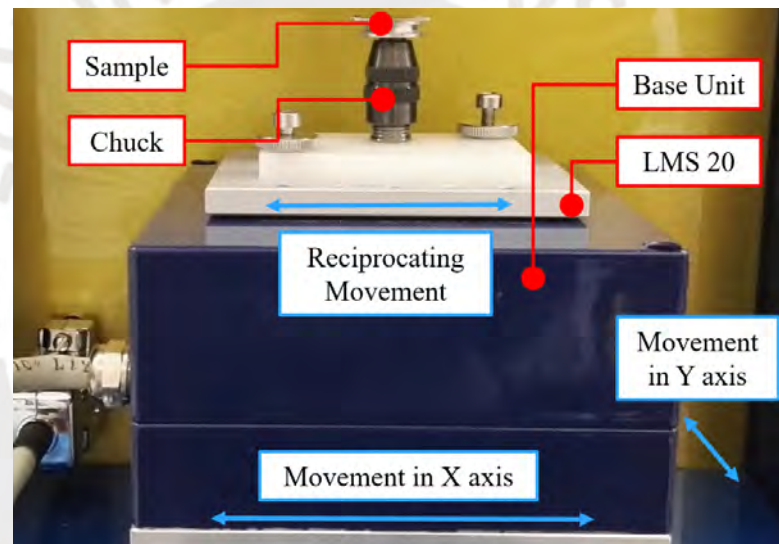 Sample
Chuck
Base Unit
LMS 20
Reciprocating
Movement
Movement
in Y axis
Movement in X axis